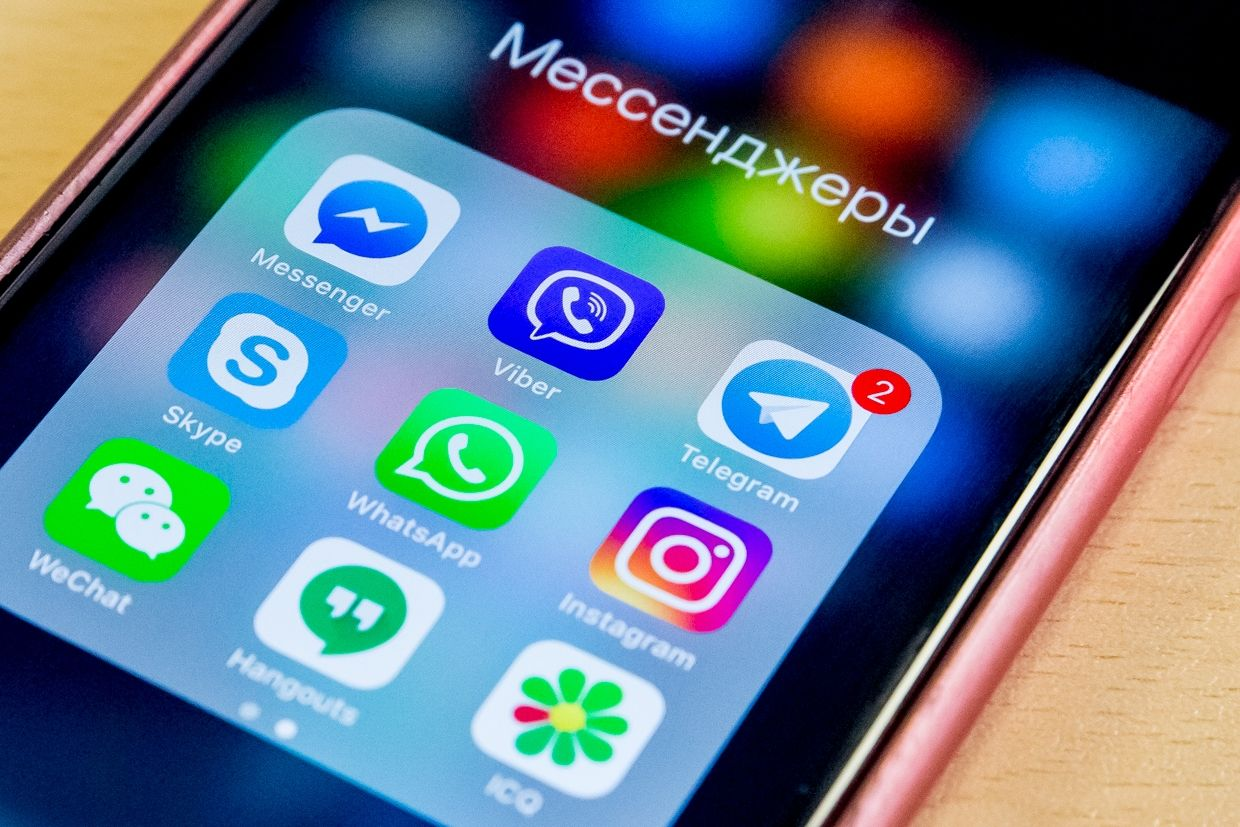 Мессенджеры
Messenger
Viber
Telegram
2
Skype
WhatsApp
Instagram
WeChat
Hangouts
ICQ